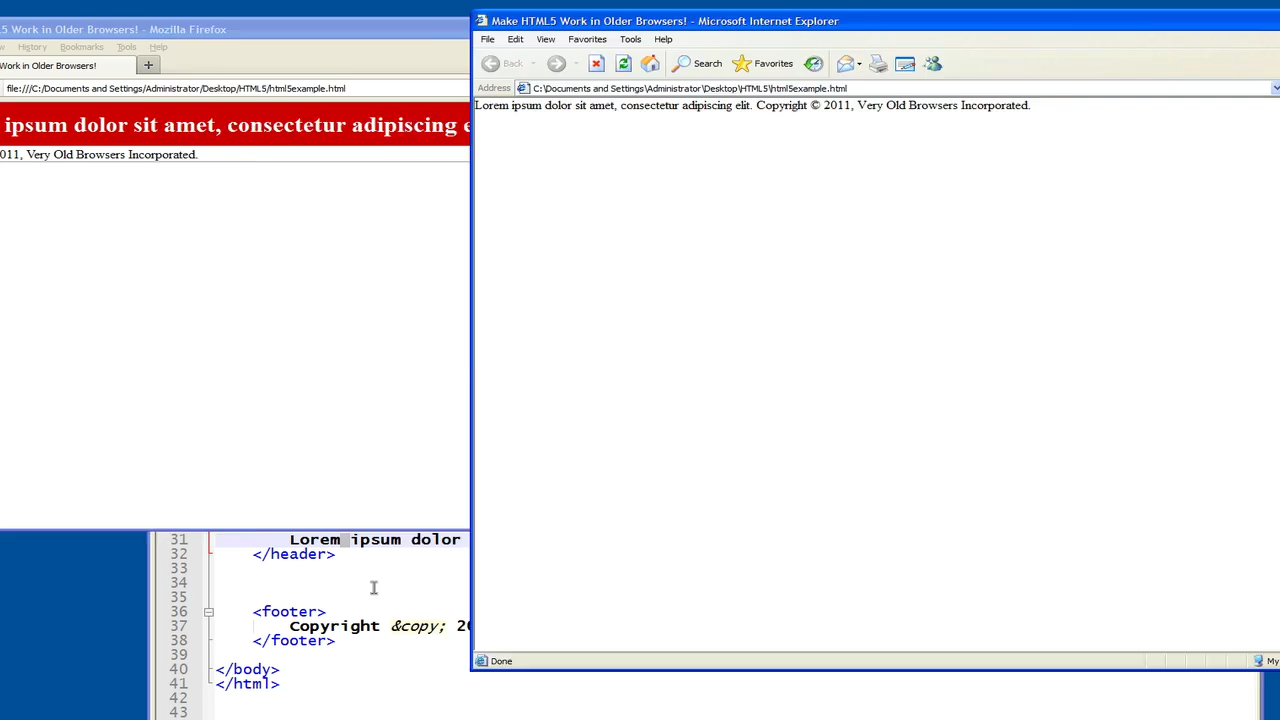 5 Work in Older Browsers! - Mozilla Firefox
History Bookmarks Tools Help
Work in Older Browsers!
file:///C:/Documents and Settings/Administrator/Desktop/HTML5/html5example.html
ipsum dolor sit amet, consectetur adipiscing e
011, Very Old Browsers Incorporated.
Make HTML5 Work in Older Browsers! - Microsoft Internet Explorer
File Edit View Favorites Tools Help
Back Search Favorites
Address C:\Documents and Settings\Administrator\Desktop\HTML5\html5example.html
Lorem ipsum dolor sit amet, consectetur adipiscing elit. Copyright © 2011, Very Old Browsers Incorporated.
31 Lorem ipsum dolor
32 </header>
33
34
35
36 <footer>
37 Copyright &copy; 20
38 </footer>
39
40 </body>
41 </html>
42
43
Done My